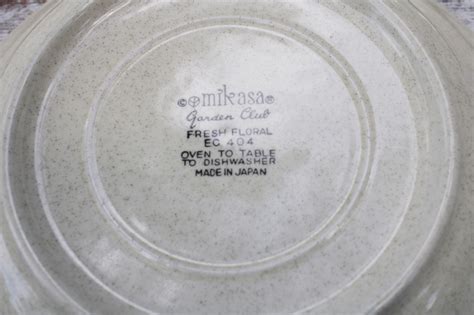 © mikasa®
Garden Club
FRESH FLORAL
EC 404
OVEN TO TABLE
TO DISHWASHER
MADE IN JAPAN